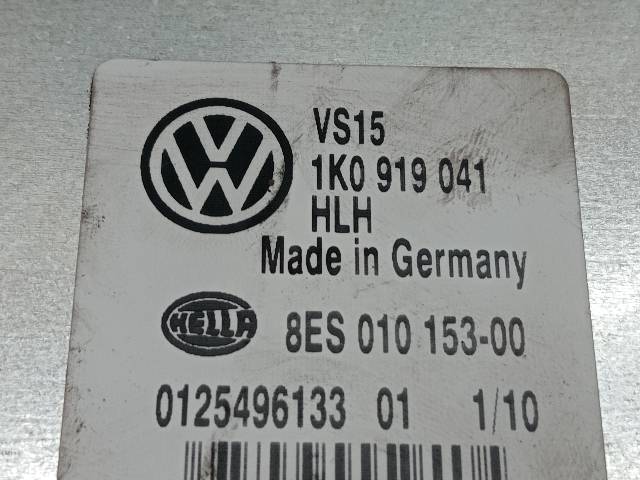 VS15
1K0 919 041
HLH
Made in Germany
HELLA 8ES 010 153-00
0125496133 01 1/10